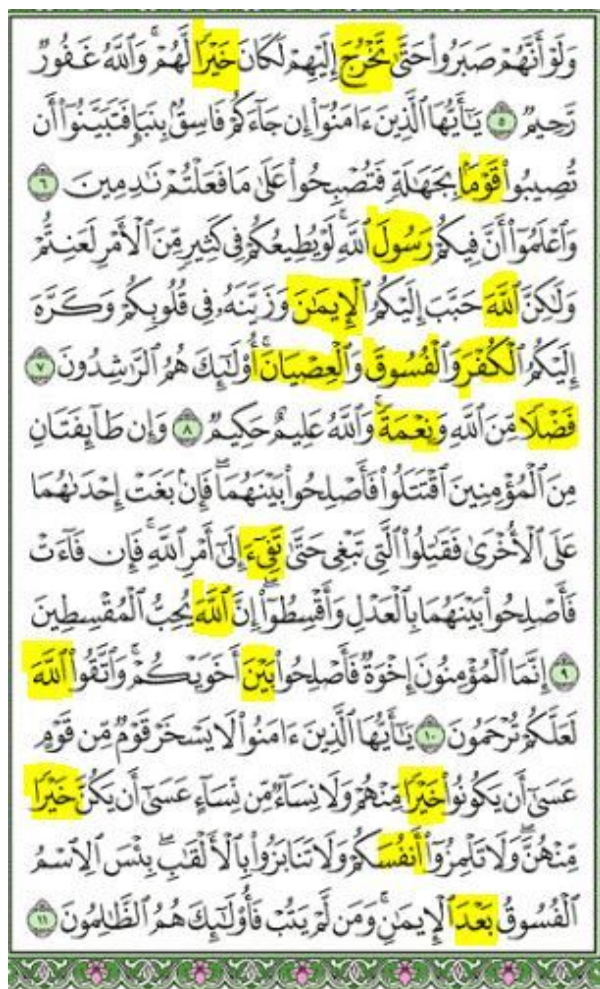 وَلَوۡ أَنَّهُمۡ صَبَرُواْ حَتَّىٰ تَخۡرُجَ إِلَيۡهِمۡ لَكَانَ خَيۡرٗا لَّهُمۡۚ وَٱللَّهُ غَفُورٞ
رَّحِيمٞ ٥ يَٰٓأَيُّهَا ٱلَّذِينَ ءَامَنُوٓاْ إِن جَآءَكُمۡ فَاسِقُۢ بِنَبَإٖ فَتَبَيَّنُوٓاْ أَن
تُصِيبُواْ قَوۡمَۢا بِجَهَٰلَةٖ فَتُصۡبِحُواْ عَلَىٰ مَا فَعَلۡتُمۡ نَٰدِمِينَ ٦
وَٱعۡلَمُوٓاْ أَنَّ فِيكُمۡ رَسُولَ ٱللَّهِۚ لَوۡ يُطِيعُكُمۡ فِي كَثِيرٖ مِّنَ ٱلۡأَمۡرِ لَعَنِتُّمۡ
وَلَٰكِنَّ ٱللَّهَ حَبَّبَ إِلَيۡكُمُ ٱلۡإِيمَٰنَ وَزَيَّنَهُۥ فِي قُلُوبِكُمۡ وَكَرَّهَ
إِلَيۡكُمُ ٱلۡكُفۡرَ وَٱلۡفُسُوقَ وَٱلۡعِصۡيَانَۚ أُوْلَٰٓئِكَ هُمُ ٱلرَّٰشِدُونَ ٧
فَضۡلٗا مِّنَ ٱللَّهِ وَنِعۡمَةٗۚ وَٱللَّهُ عَلِيمٌ حَكِيمٞ ٨ وَإِن طَآئِفَتَانِ
مِنَ ٱلۡمُؤۡمِنِينَ ٱقۡتَتَلُواْ فَأَصۡلِحُواْ بَيۡنَهُمَاۖ فَإِنۢ بَغَتۡ إِحۡدَىٰهُمَا
عَلَى ٱلۡأُخۡرَىٰ فَقَٰتِلُواْ ٱلَّتِي تَبۡغِي حَتَّىٰ تَفِيٓءَ إِلَىٰٓ أَمۡرِ ٱللَّهِۚ فَإِن فَآءَتۡ
فَأَصۡلِحُواْ بَيۡنَهُمَا بِٱلۡعَدۡلِ وَأَقۡسِطُوٓاْۖ إِنَّ ٱللَّهَ يُحِبُّ ٱلۡمُقۡسِطِينَ
٩ إِنَّمَا ٱلۡمُؤۡمِنُونَ إِخۡوَةٞ فَأَصۡلِحُواْ بَيۡنَ أَخَوَيۡكُمۡۚ وَٱتَّقُواْ ٱللَّهَ
لَعَلَّكُمۡ تُرۡحَمُونَ ١٠ يَٰٓأَيُّهَا ٱلَّذِينَ ءَامَنُواْ لَا يَسۡخَرۡ قَوۡمٞ مِّن قَوۡمٍ
عَسَىٰٓ أَن يَكُونُواْ خَيۡرٗا مِّنۡهُمۡ وَلَا نِسَآءٞ مِّن نِّسَآءٍ عَسَىٰٓ أَن يَكُنَّ خَيۡرٗا
مِّنۡهُنَّۖ وَلَا تَلۡمِزُوٓاْ أَنفُسَكُمۡ وَلَا تَنَابَزُواْ بِٱلۡأَلۡقَٰبِۖ بِئۡسَ ٱلِٱسۡمُ
ٱلۡفُسُوقُ بَعۡدَ ٱلۡإِيمَٰنِۚ وَمَن لَّمۡ يَتُبۡ فَأُوْلَٰٓئِكَ هُمُ ٱلظَّٰلِمُونَ ١١